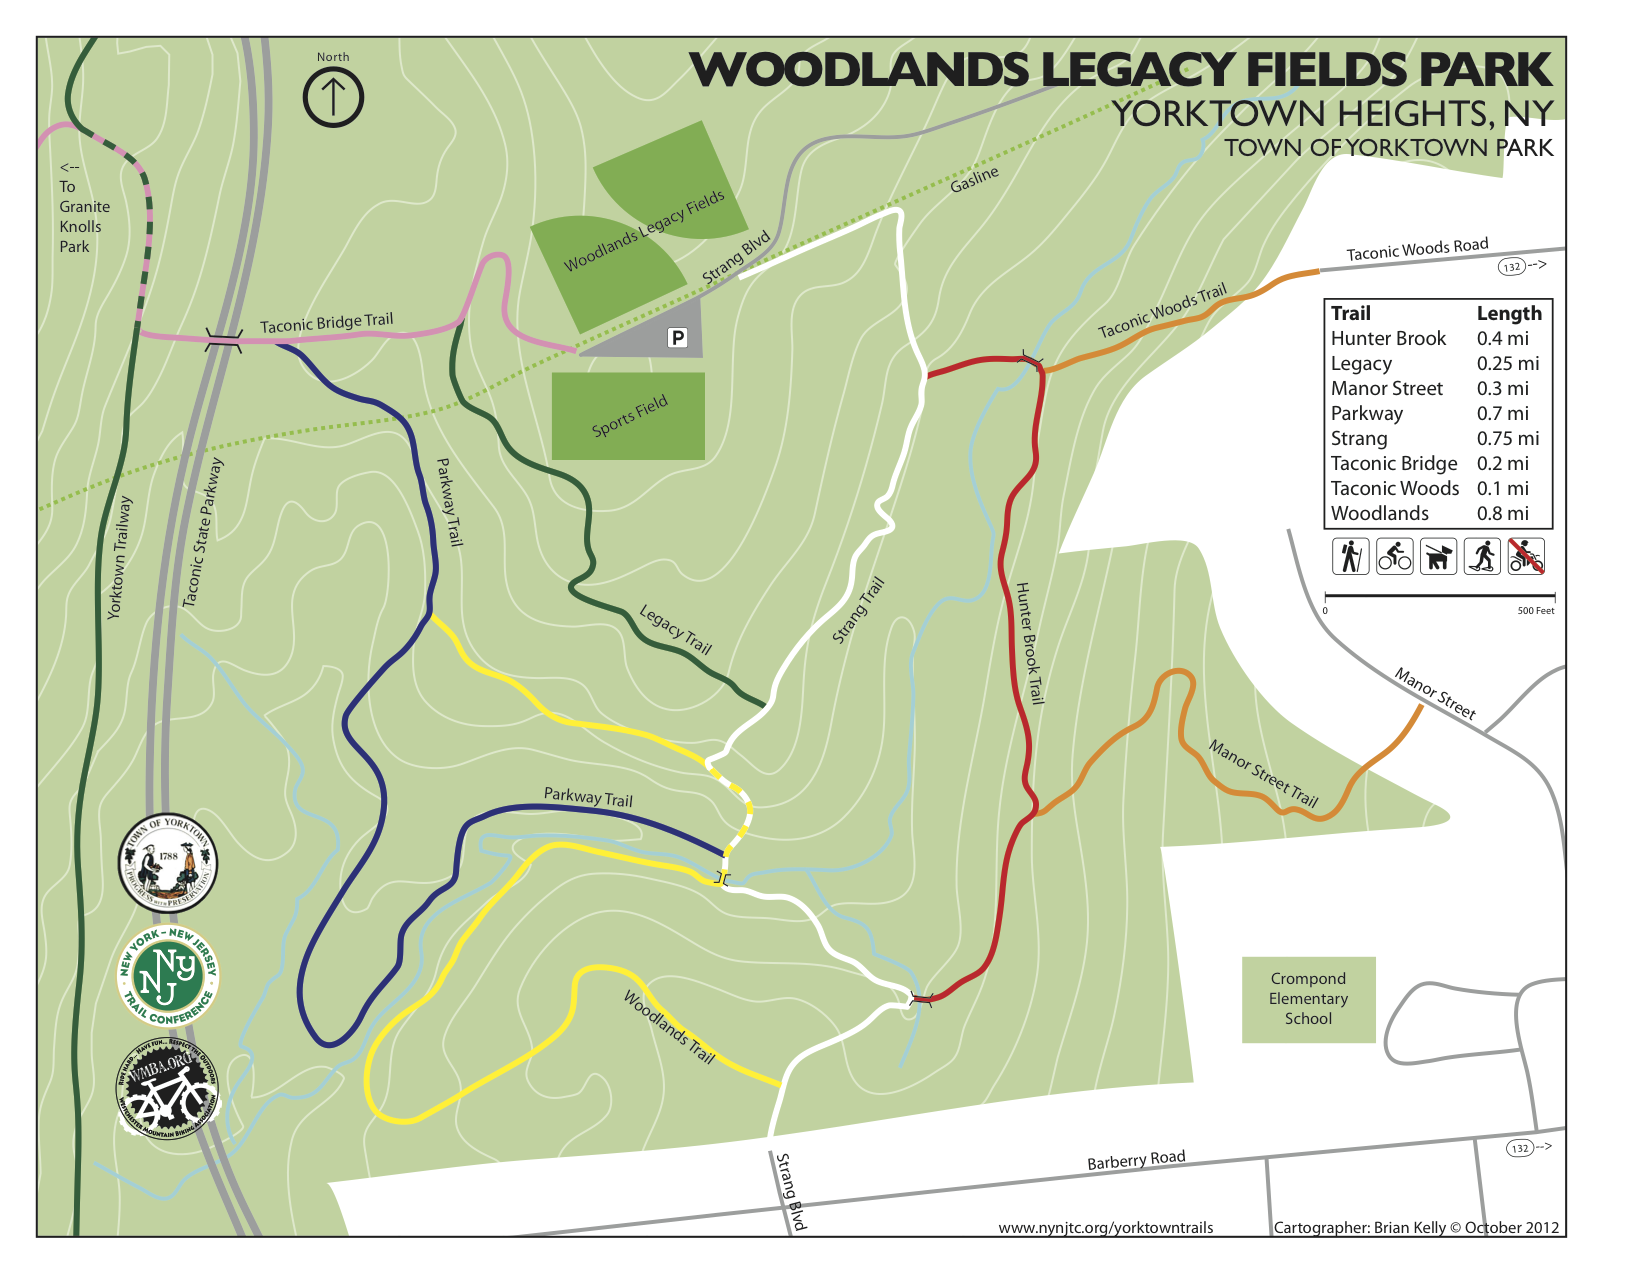 WOODLANDS LEGACY FIELDS PARK
YORKTOWN HEIGHTS, NY
TOWN OF YORKTOWN PARK
North
<--
To
Granite
Knolls
Park
Woodlands Legacy Fields
Strang Blvd
Gasline
Taconic Woods Road
132 -->
Taconic Bridge Trail
P
Taconic Woods Trail
Sports Field
Trail Length
Hunter Brook 0.4 mi
Legacy 0.25 mi
Manor Street 0.3 mi
Parkway 0.7 mi
Strang 0.75 mi
Taconic Bridge 0.2 mi
Taconic Woods 0.1 mi
Woodlands 0.8 mi
0 500 Feet
Yorktown Trailway
Taconic State Parkway
Parkway Trail
Legacy Trail
Strang Trail
Hunter Brook Trail
Manor Street
Manor Street Trail
Parkway Trail
TOWN OF YORKTOWN
1788
PROGRESS WITH PRESERVATION
NEW YORK - NEW JERSEY
NY NJ
TRAIL CONFERENCE
RIDE HARD... HAVE FUN... RESPECT THE OUTDOORS
WMBA.ORG
WESTCHESTER MOUNTAIN BIKING ASSOCIATION
Woodlands Trail
Crompond
Elementary
School
Strang Blvd
Barberry Road
132 -->
www.nynjtc.org/yorktowntrails
Cartographer: Brian Kelly © October 2012